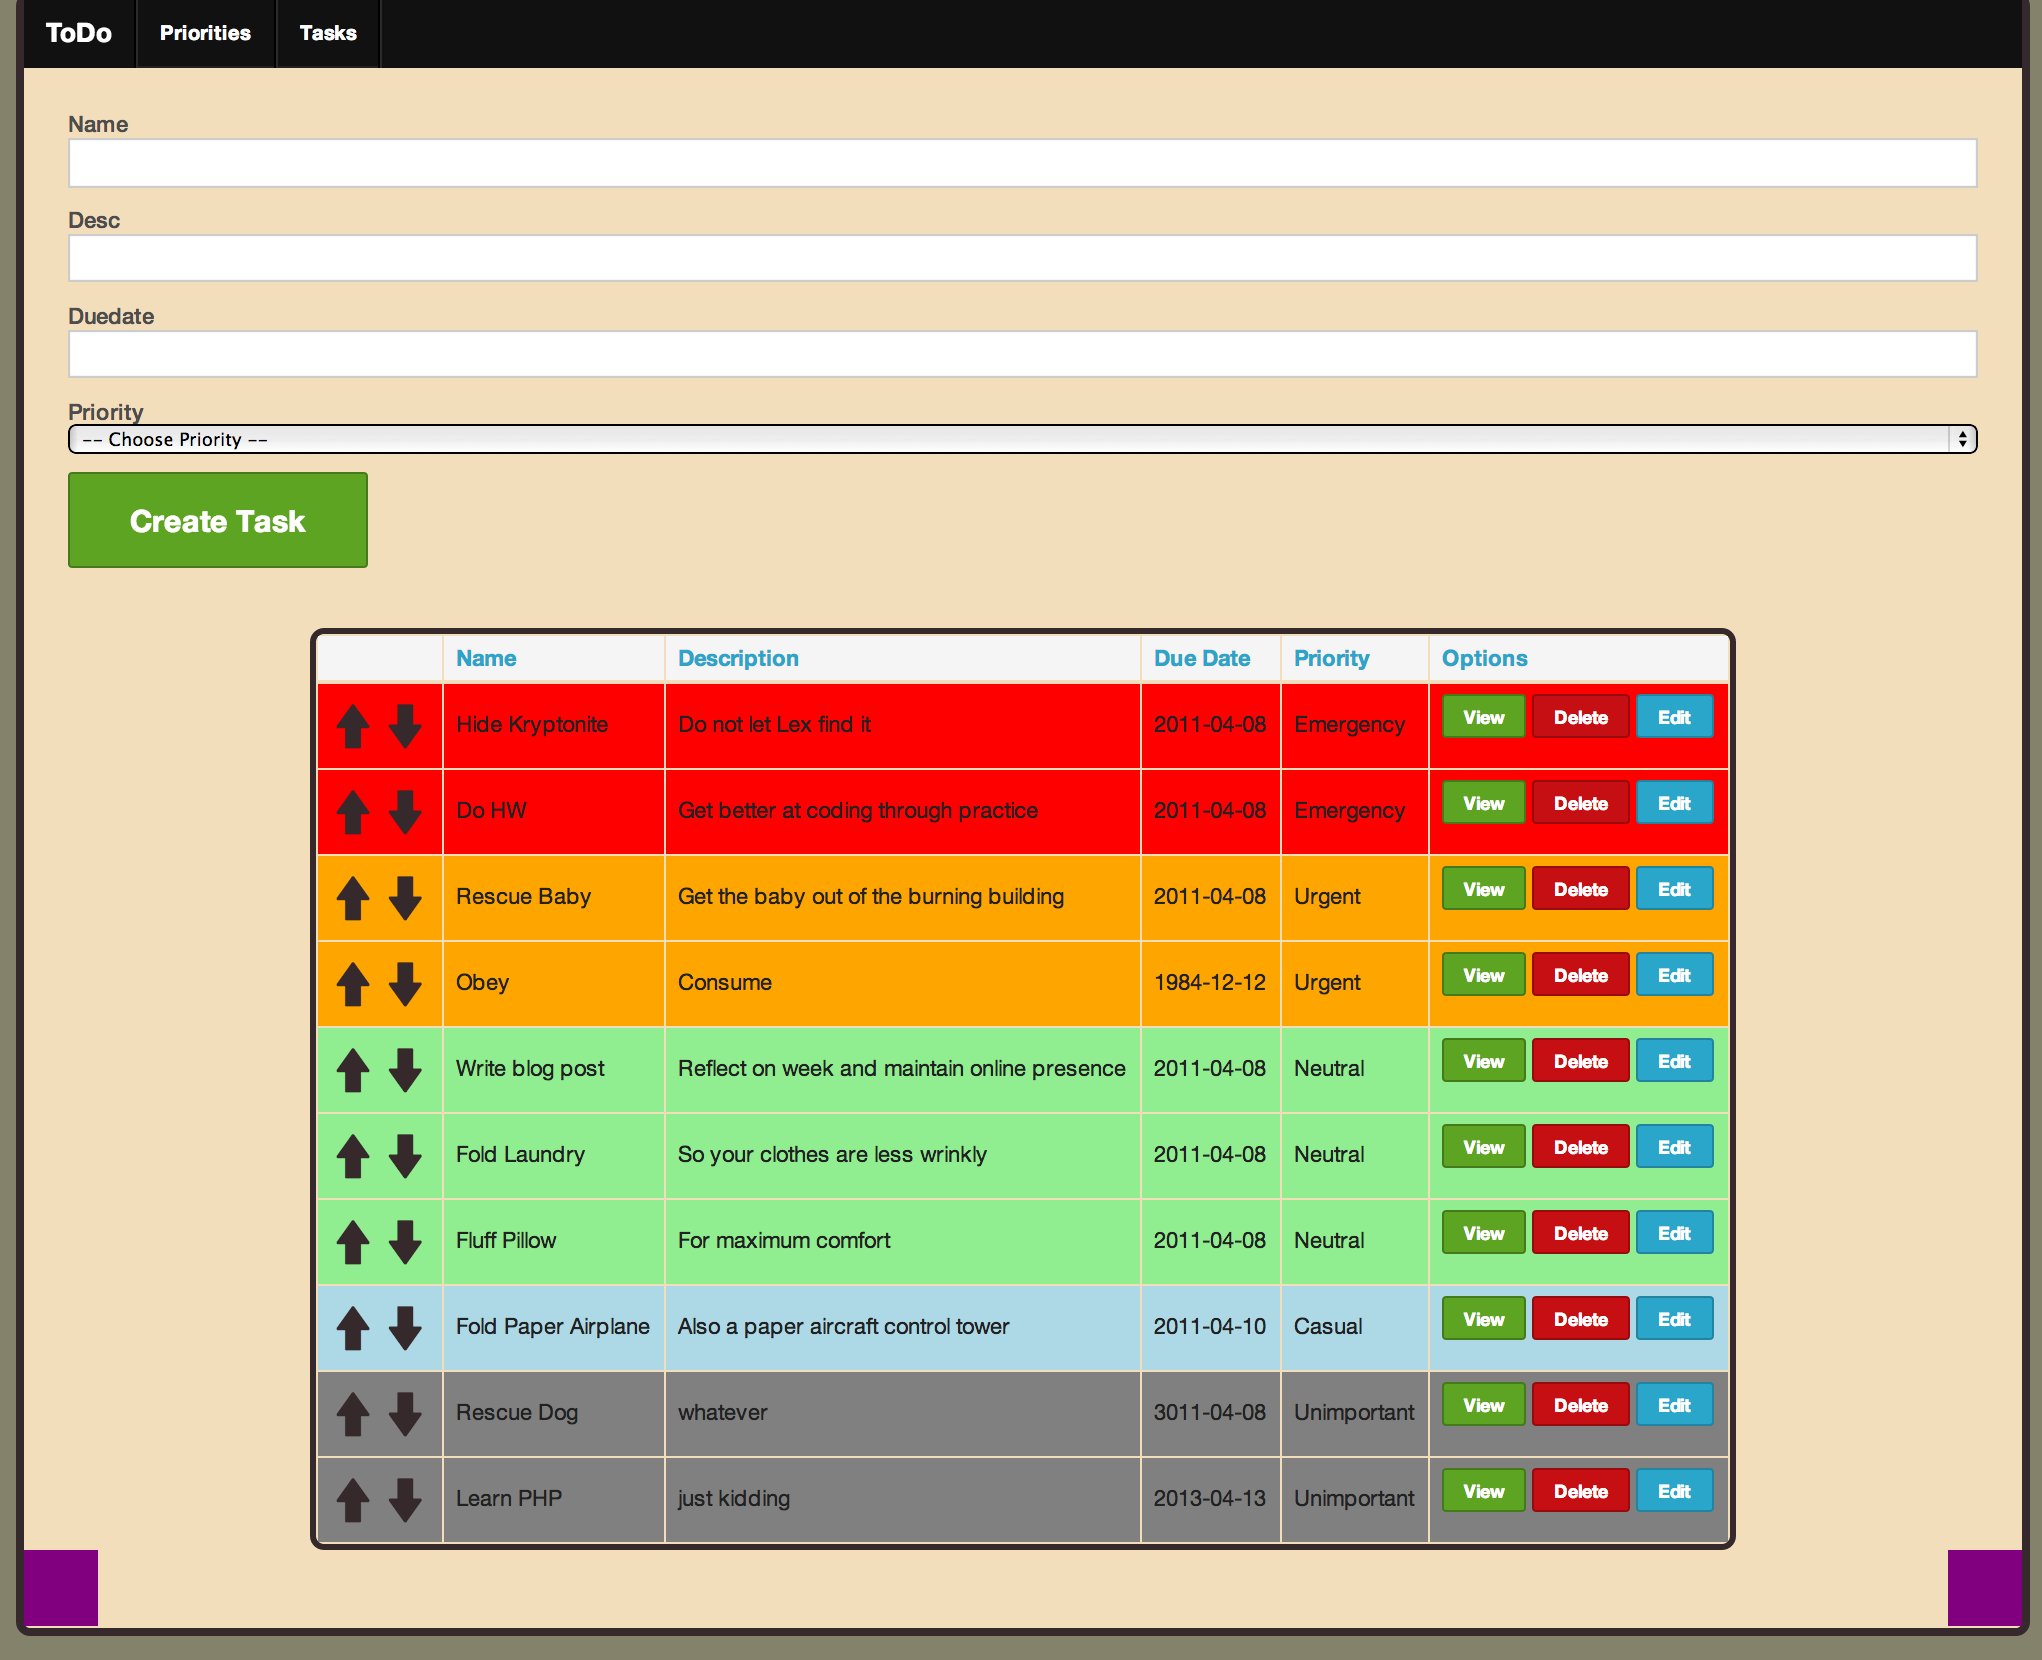 ToDo Priorities Tasks
Name
Desc
Duedate
Priority
-- Choose Priority --
Create Task
Name Description Due Date Priority Options
Hide Kryptonite Do not let Lex find it 2011-04-08 Emergency View Delete Edit
Do HW Get better at coding through practice 2011-04-08 Emergency View Delete Edit
Rescue Baby Get the baby out of the burning building 2011-04-08 Urgent View Delete Edit
Obey Consume 1984-12-12 Urgent View Delete Edit
Write blog post Reflect on week and maintain online presence 2011-04-08 Neutral View Delete Edit
Fold Laundry So your clothes are less wrinkly 2011-04-08 Neutral View Delete Edit
Fluff Pillow For maximum comfort 2011-04-08 Neutral View Delete Edit
Fold Paper Airplane Also a paper aircraft control tower 2011-04-10 Casual View Delete Edit
Rescue Dog whatever 3011-04-08 Unimportant View Delete Edit
Learn PHP just kidding 2013-04-13 Unimportant View Delete Edit